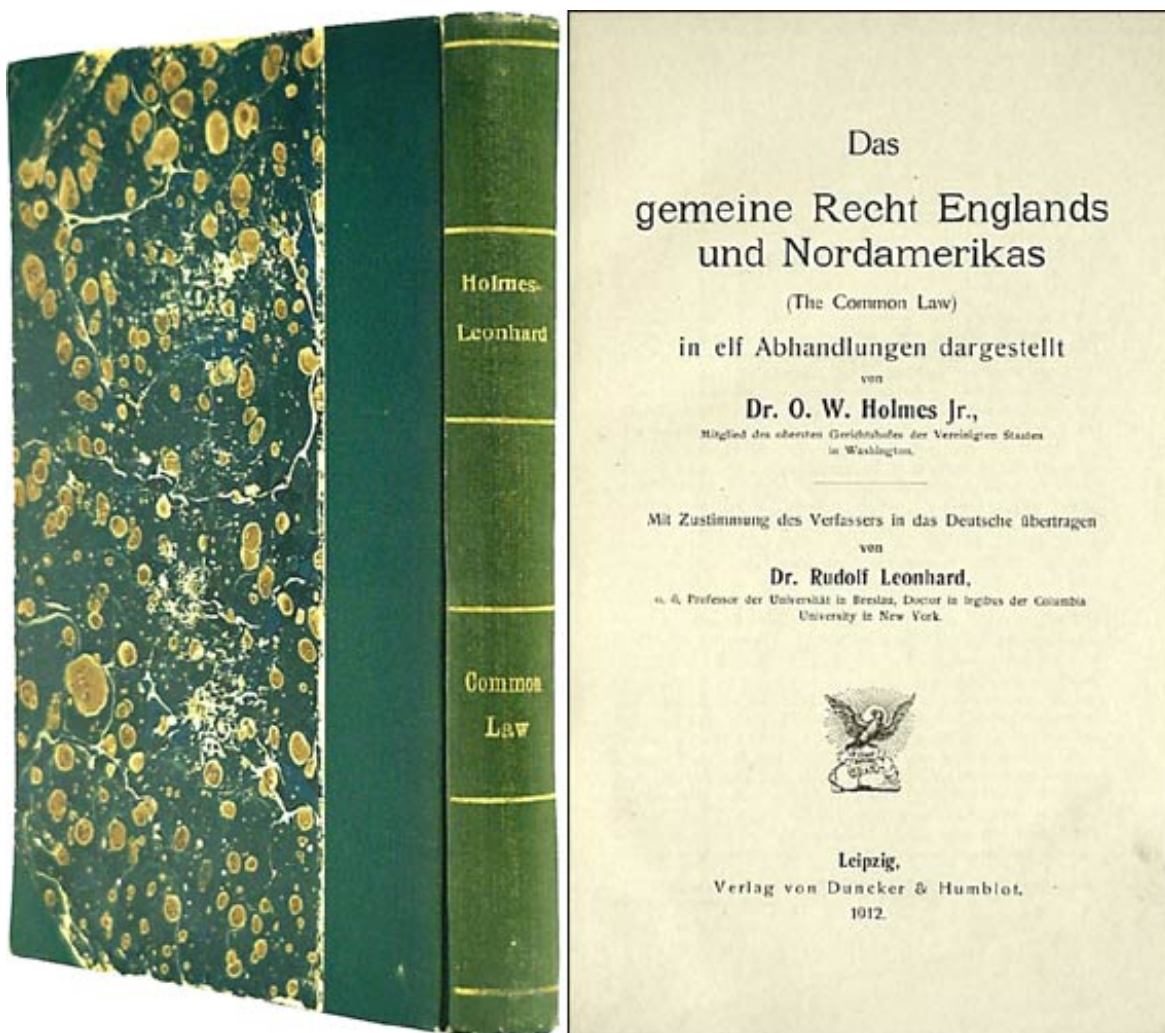 Holmes-
Leonhard
Common
Law
Das
gemeine Recht Englands
und Nordamerikas
(The Common Law)
in elf Abhandlungen dargestellt
von
Dr. O. W. Holmes Jr.,
Mitglied des obersten Gerichtshofes der Vereinigten Staaten
in Washington.
Mit Zustimmung des Verfassers in das Deutsche übertragen
von
Dr. Rudolf Leonhard,
o. ö. Professor der Universität in Breslau, Doctor in legibus der Columbia
University in New York.
Leipzig,
Verlag von Duncker & Humblot.
1912.